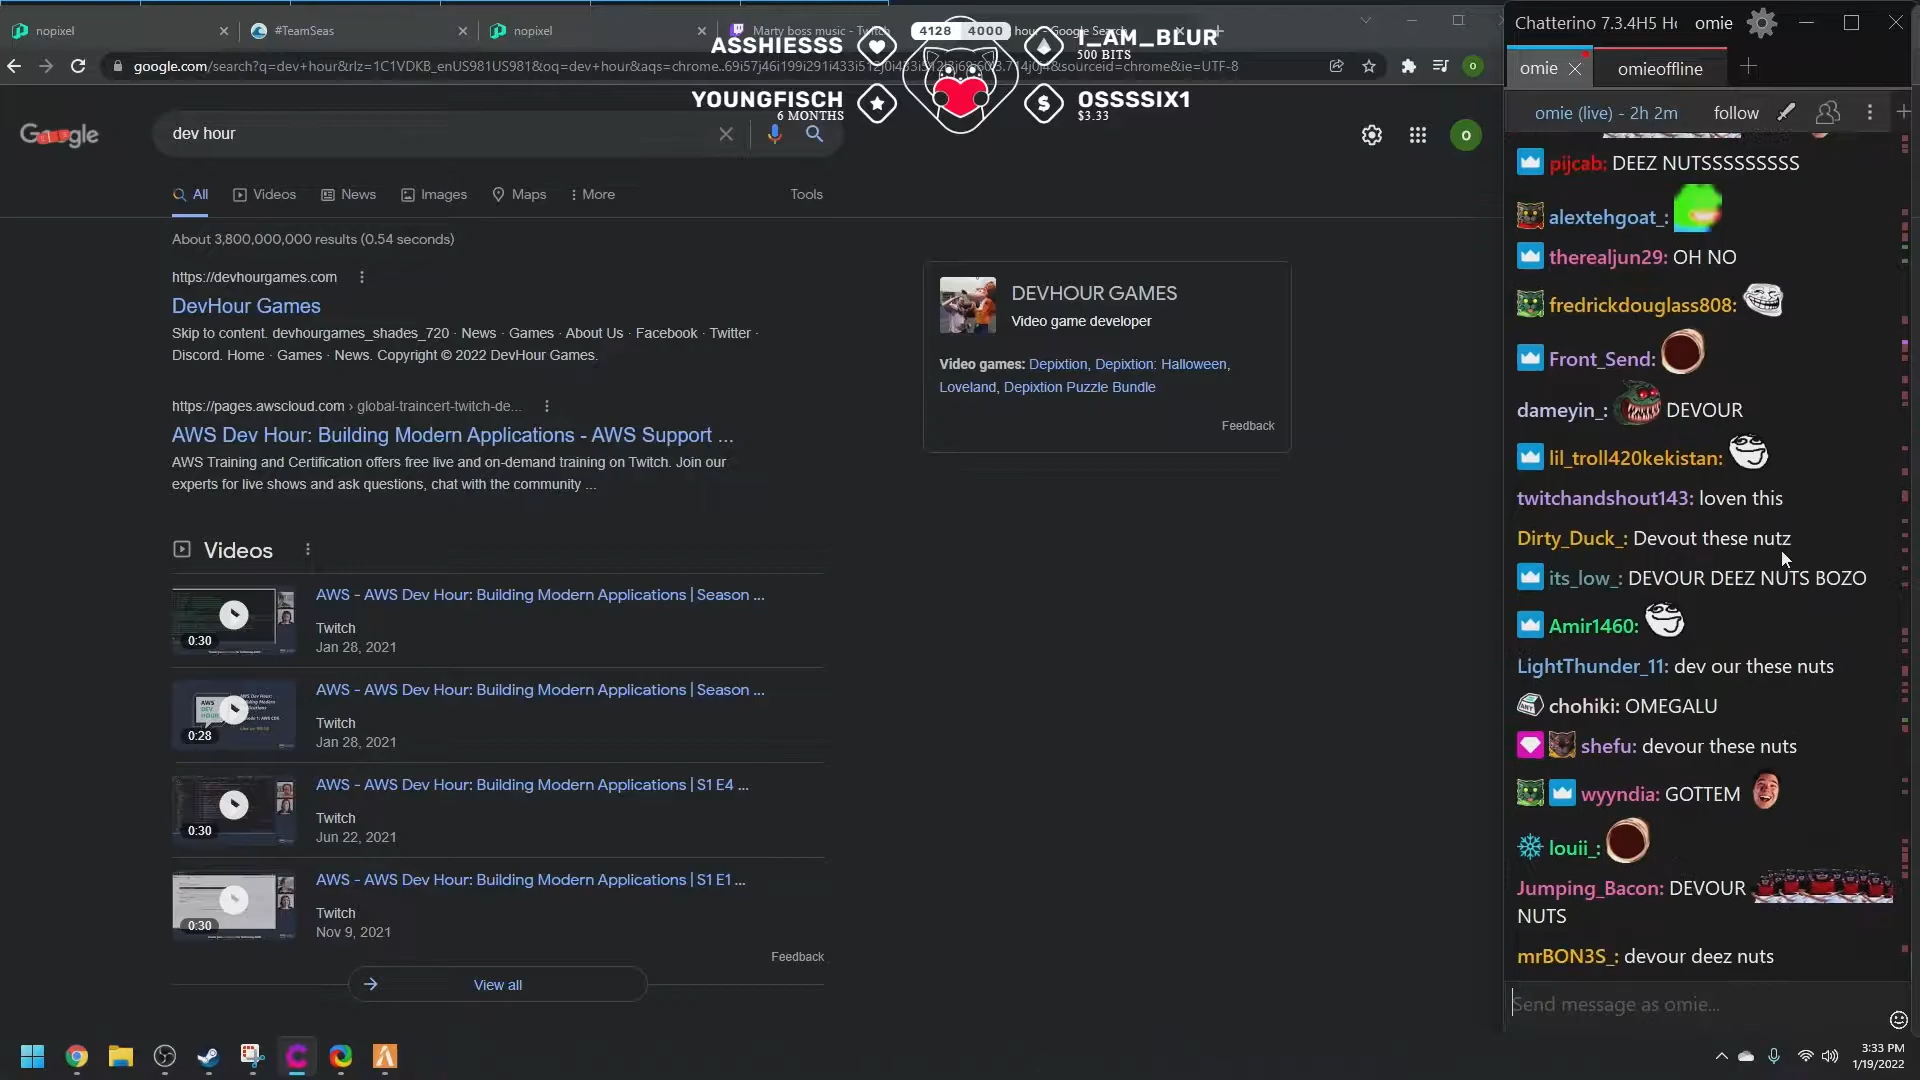 nopixel
#TeamSeas
nopixel
Marty boss music - Twitch
4128 4000
ASSHIESSS
I_AM_BLUR
500 BITS
YOUNGFISCH
6 MONTHS
OSSSSIX1
$3.33
Google
dev hour
All
Videos
News
Images
Maps
More
Tools
About 3,800,000,000 results (0.54 seconds)
https://devhourgames.com
DevHour Games
Skip to content. devhourgames_shades_720 · News · Games · About Us · Facebook · Twitter ·
Discord. Home · Games · News. Copyright © 2022 DevHour Games.
https://pages.awscloud.com › global-traincert-twitch-de...
AWS Dev Hour: Building Modern Applications - AWS Support ...
AWS Training and Certification offers free live and on-demand training on Twitch. Join our
experts for live shows and ask questions, chat with the community ...
Videos
0:30
AWS - AWS Dev Hour: Building Modern Applications | Season ...
Twitch
Jan 28, 2021
0:28
AWS - AWS Dev Hour: Building Modern Applications | Season ...
Twitch
Jan 28, 2021
0:30
AWS - AWS Dev Hour: Building Modern Applications | S1 E4 ...
Twitch
Jun 22, 2021
0:30
AWS - AWS Dev Hour: Building Modern Applications | S1 E1 ...
Twitch
Nov 9, 2021
Feedback
View all
DEVHOUR GAMES
Video game developer
Video games: Depixtion, Depixtion: Halloween,
Loveland, Depixtion Puzzle Bundle
Feedback
Chatterino 7.3.4H5
omie
omie
omieoffline
omie (live) - 2h 2m
follow
pijcab: DEEZ NUTSSSSSSSSS
alextehgoat_:
therealjun29: OH NO
fredrickdouglass808:
Front_Send:
dameyin_: DEVOUR
lil_troll420kekistan:
twitchandshout143: loven this
Dirty_Duck_: Devout these nutz
its_low_: DEVOUR DEEZ NUTS BOZO
Amir1460:
LightThunder_11: dev our these nuts
chohiki: OMEGALU
shefu: devour these nuts
wyyndia: GOTTEM
louii_:
Jumping_Bacon: DEVOUR
NUTS
mrBON3S_: devour deez nuts
Send message as omie...
3:33 PM
1/19/2022